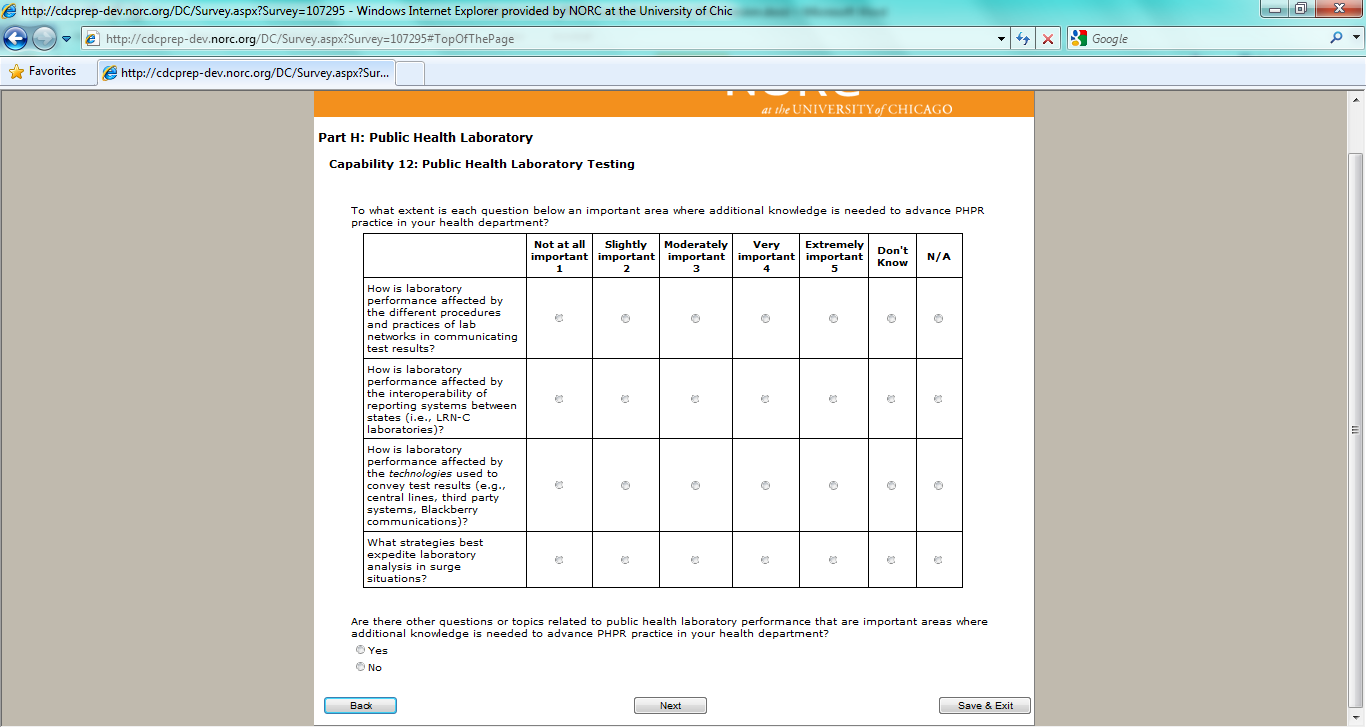 http://cdcprep-dev.norc.org/DC/Survey.aspx?Survey=107295 - Windows Internet Explorer provided by NORC at the University of Chic
http://cdcprep-dev.norc.org/DC/Survey.aspx?Survey=107295#TopOfThePage
Google
Favorites
http://cdcprep-dev.norc.org/DC/Survey.aspx?Sur...
NORC
at the UNIVERSITY of CHICAGO
Part H: Public Health Laboratory
Capability 12: Public Health Laboratory Testing
To what extent is each question below an important area where additional knowledge is needed to advance PHPR
practice in your health department?
Not at all important 1
Slightly important 2
Moderately important 3
Very important 4
Extremely important 5
Don't Know
N/A
How is laboratory
performance affected by
the different procedures
and practices of lab
networks in communicating
test results?
How is laboratory
performance affected by
the interoperability of
reporting systems between
states (i.e., LRN-C
laboratories)?
How is laboratory
performance affected by
the technologies used to
convey test results (e.g.,
central lines, third party
systems, Blackberry
communications)?
What strategies best
expedite laboratory
analysis in surge
situations?
Are there other questions or topics related to public health laboratory performance that are important areas where
additional knowledge is needed to advance PHPR practice in your health department?
Yes
No
Back
Next
Save & Exit